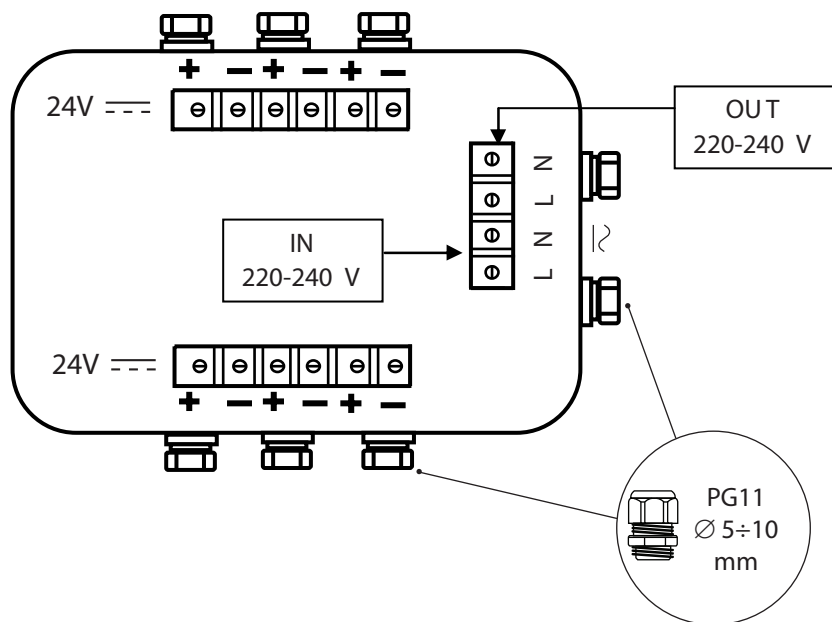 + – + – + –
24V
OUT
220-240 V
N
L
N
L
IN
220-240 V
24V
+ – + – + –
PG11
∅ 5÷10
mm